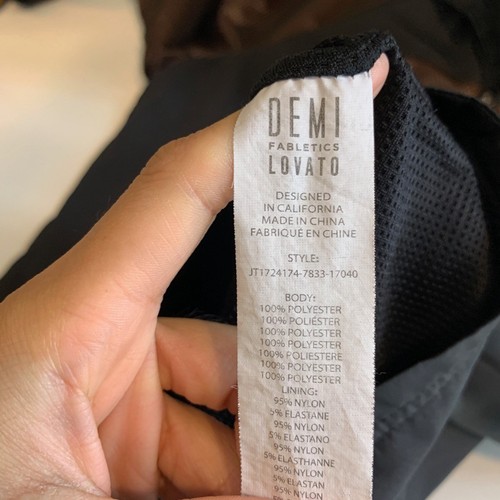 DEMI
FABLETICS
LOVATO
DESIGNED
IN CALIFORNIA
MADE IN CHINA
FABRIQUÉ EN CHINE
STYLE:
JT1724174-7833-17040
BODY:
100% POLYESTER
100% POLIÉSTER
100% POLYESTER
100% POLYESTER
100% POLIESTERE
100% POLYESTER
100% POLYESTER
LINING:
95% NYLON
5% ELASTANE
95% NYLON
5% ELASTANO
95% NYLON
5% ELASTHANNE
95% NYLON
5% ELASTAN
95% NYLON